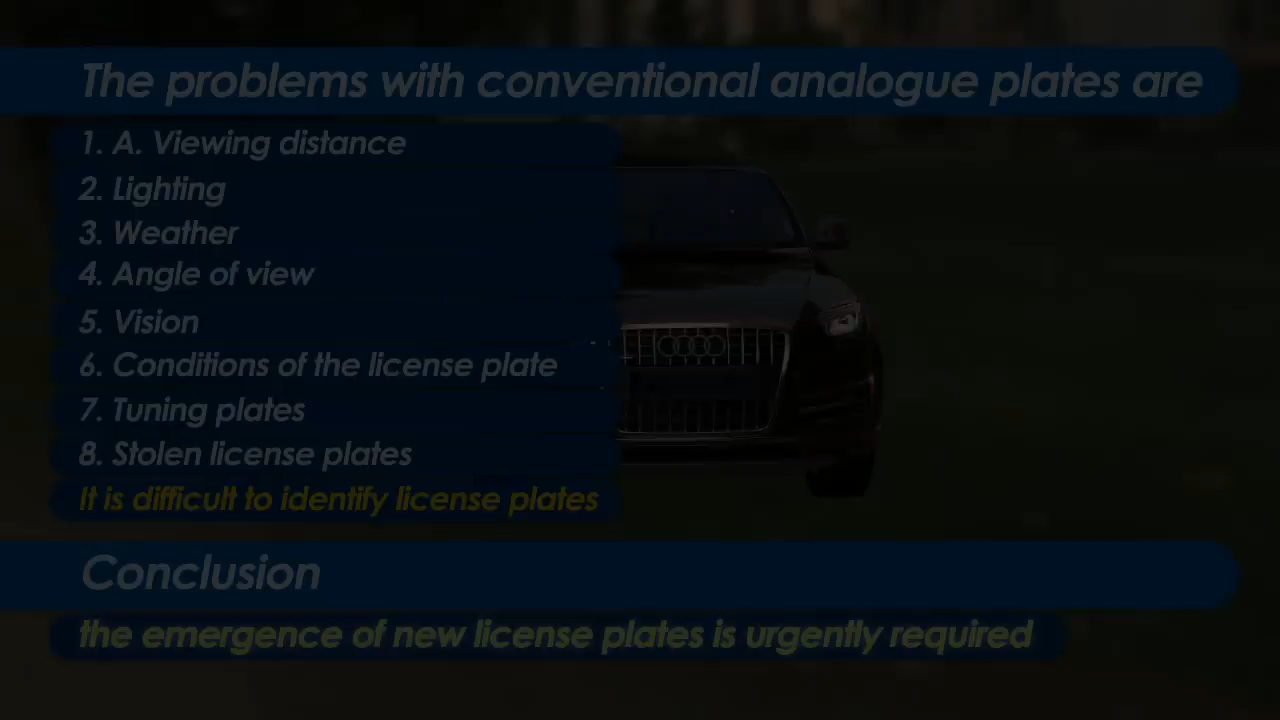 The problems with conventional analogue plates are
1. A. Viewing distance
2. Lighting
3. Weather
4. Angle of view
5. Vision
6. Conditions of the license plate
7. Tuning plates
8. Stolen license plates
It is difficult to identify license plates
Conclusion
the emergence of new license plates is urgently required